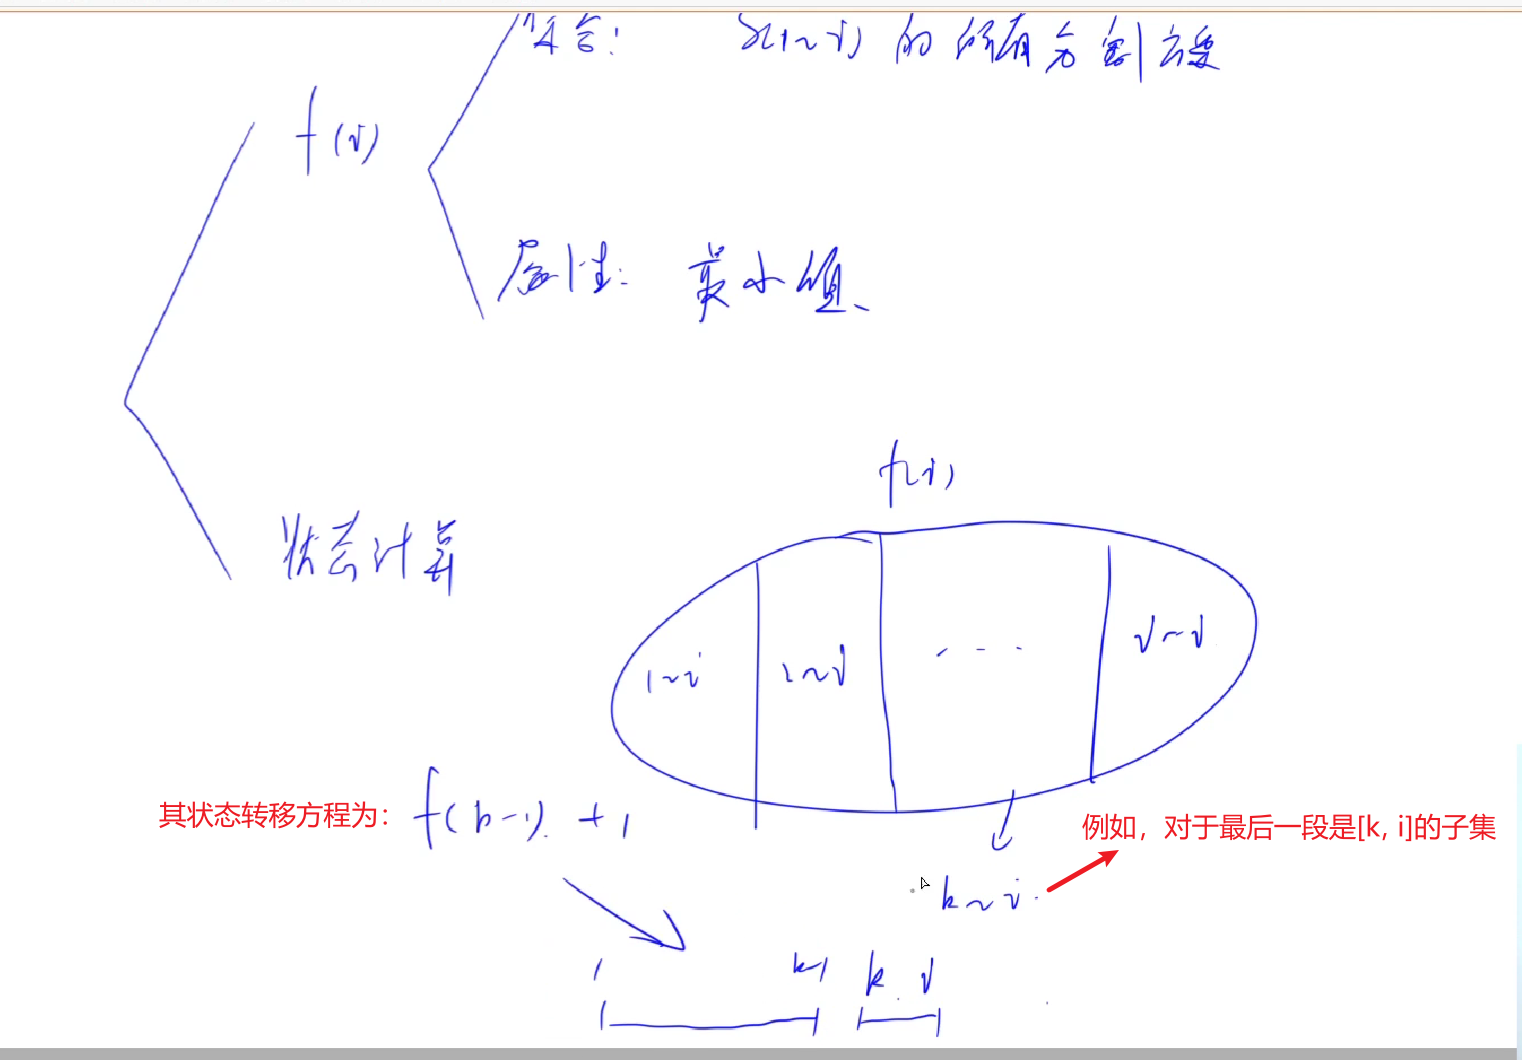 集合: S(1~i) 的所有分割方案
f(i)
属性: 最小值、
f(i)
状态计算
1~i 2~i - - - i~i
其状态转移方程为: f(k-1) + 1
例如，对于最后一段是[k, i]的子集
k~i.
1 k-1 k i